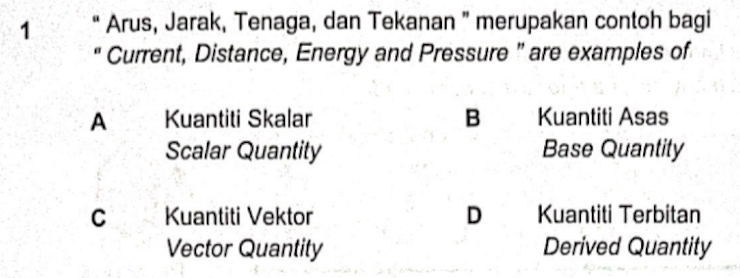 1 " Arus, Jarak, Tenaga, dan Tekanan " merupakan contoh bagi
" Current, Distance, Energy and Pressure " are examples of
A Kuantiti Skalar B Kuantiti Asas
Scalar Quantity Base Quantity
C Kuantiti Vektor D Kuantiti Terbitan
Vector Quantity Derived Quantity